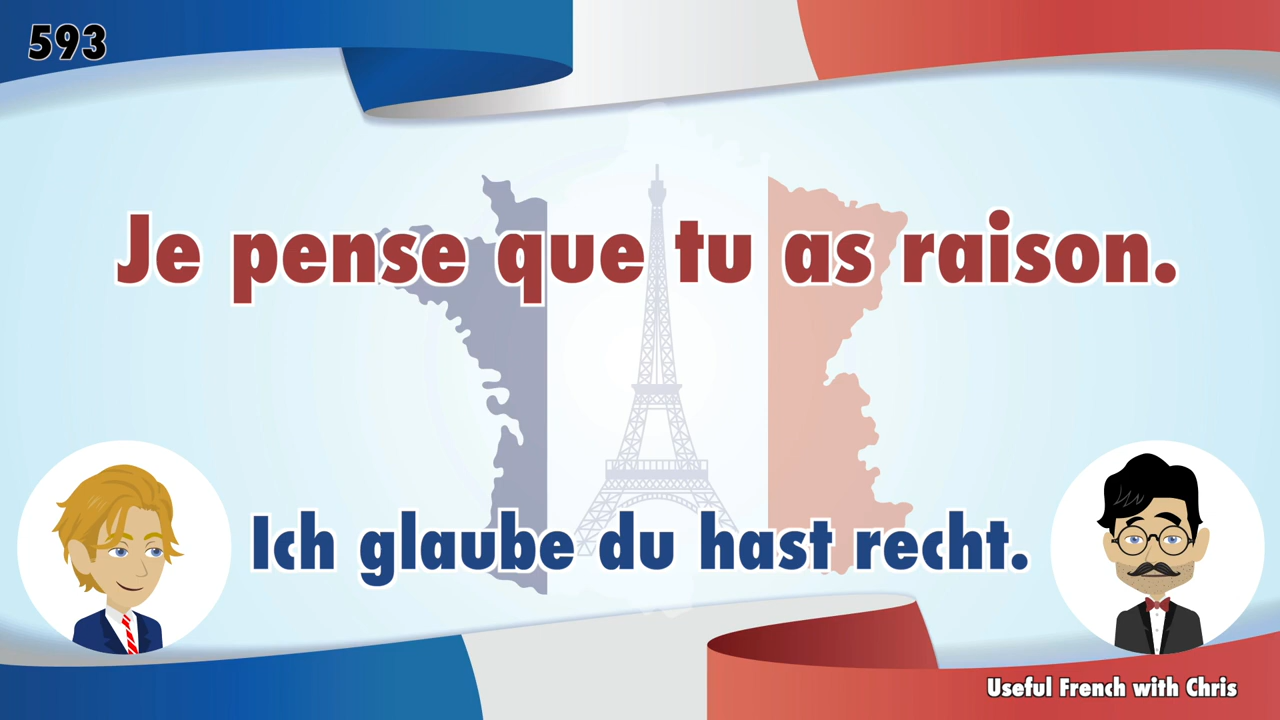 593
Je pense que tu as raison.
Ich glaube du hast recht.
Useful French with Chris